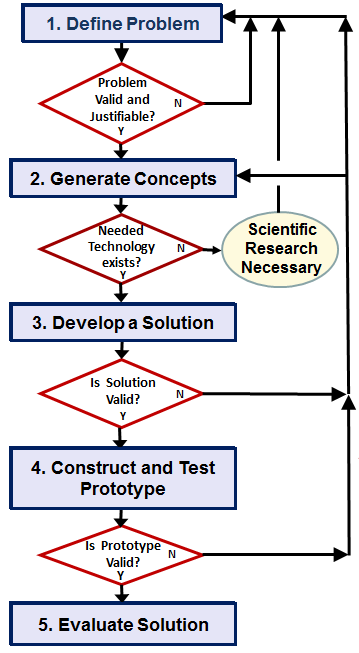 1. Define Problem
Problem
Valid and
Justifiable?
N
Y
2. Generate Concepts
Needed
Technology
exists?
N
Y
Scientific
Research
Necessary
3. Develop a Solution
Is Solution
Valid?
N
Y
4. Construct and Test
Prototype
Is Prototype
Valid?
N
Y
5. Evaluate Solution